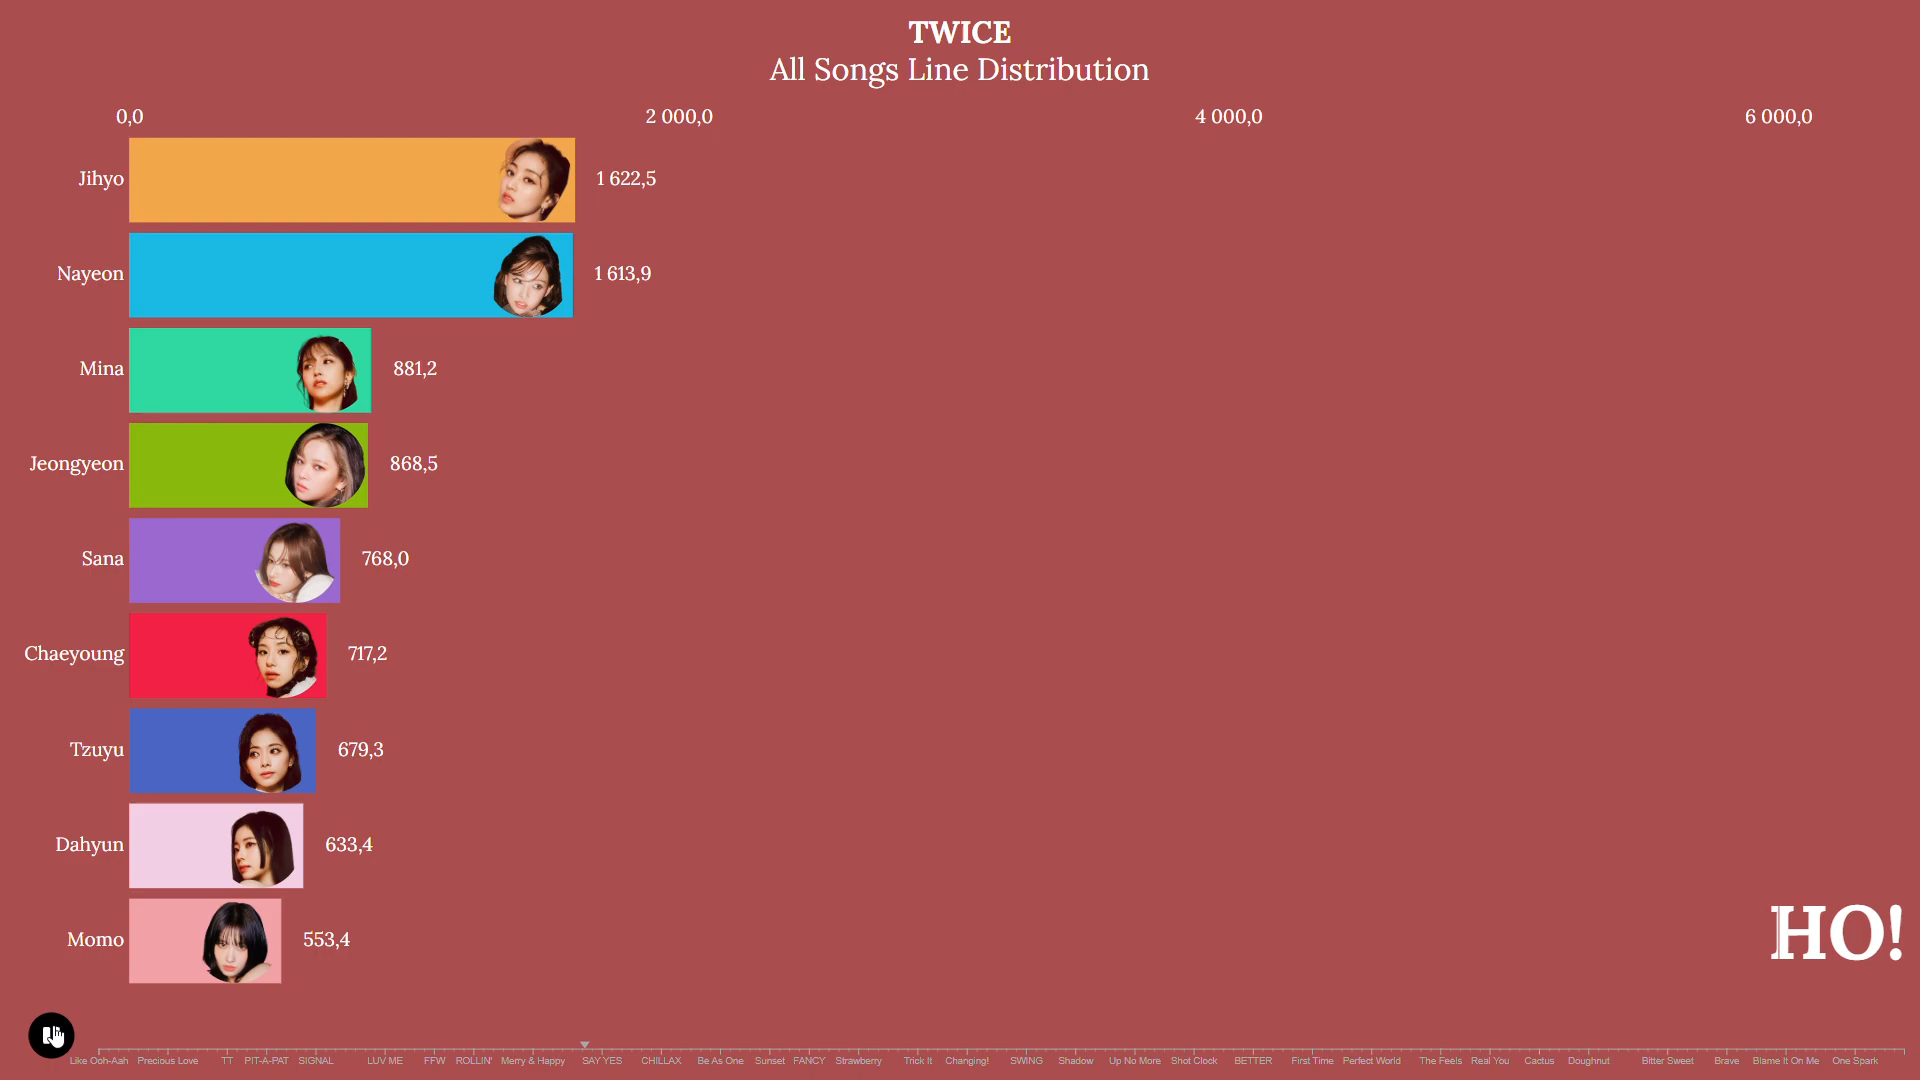 TWICE
All Songs Line Distribution
0,0 2 000,0 4 000,0 6 000,0
Jihyo 1 622,5
Nayeon 1 613,9
Mina 881,2
Jeongyeon 868,5
Sana 768,0
Chaeyoung 717,2
Tzuyu 679,3
Dahyun 633,4
HO!
Momo 553,4
Like Ooh-Aah Precious Love TT PIT-A-PAT SIGNAL LUV ME FFW ROLLIN' Merry & Happy SAY YES CHILLAX Be As One Sunset FANCY Strawberry Trick It Changing! SWING Shadow Up No More Shot Clock BETTER First Time Perfect World The Feels Real You Cactus Doughnut Bitter Sweet Brave Blame It On Me One Spark